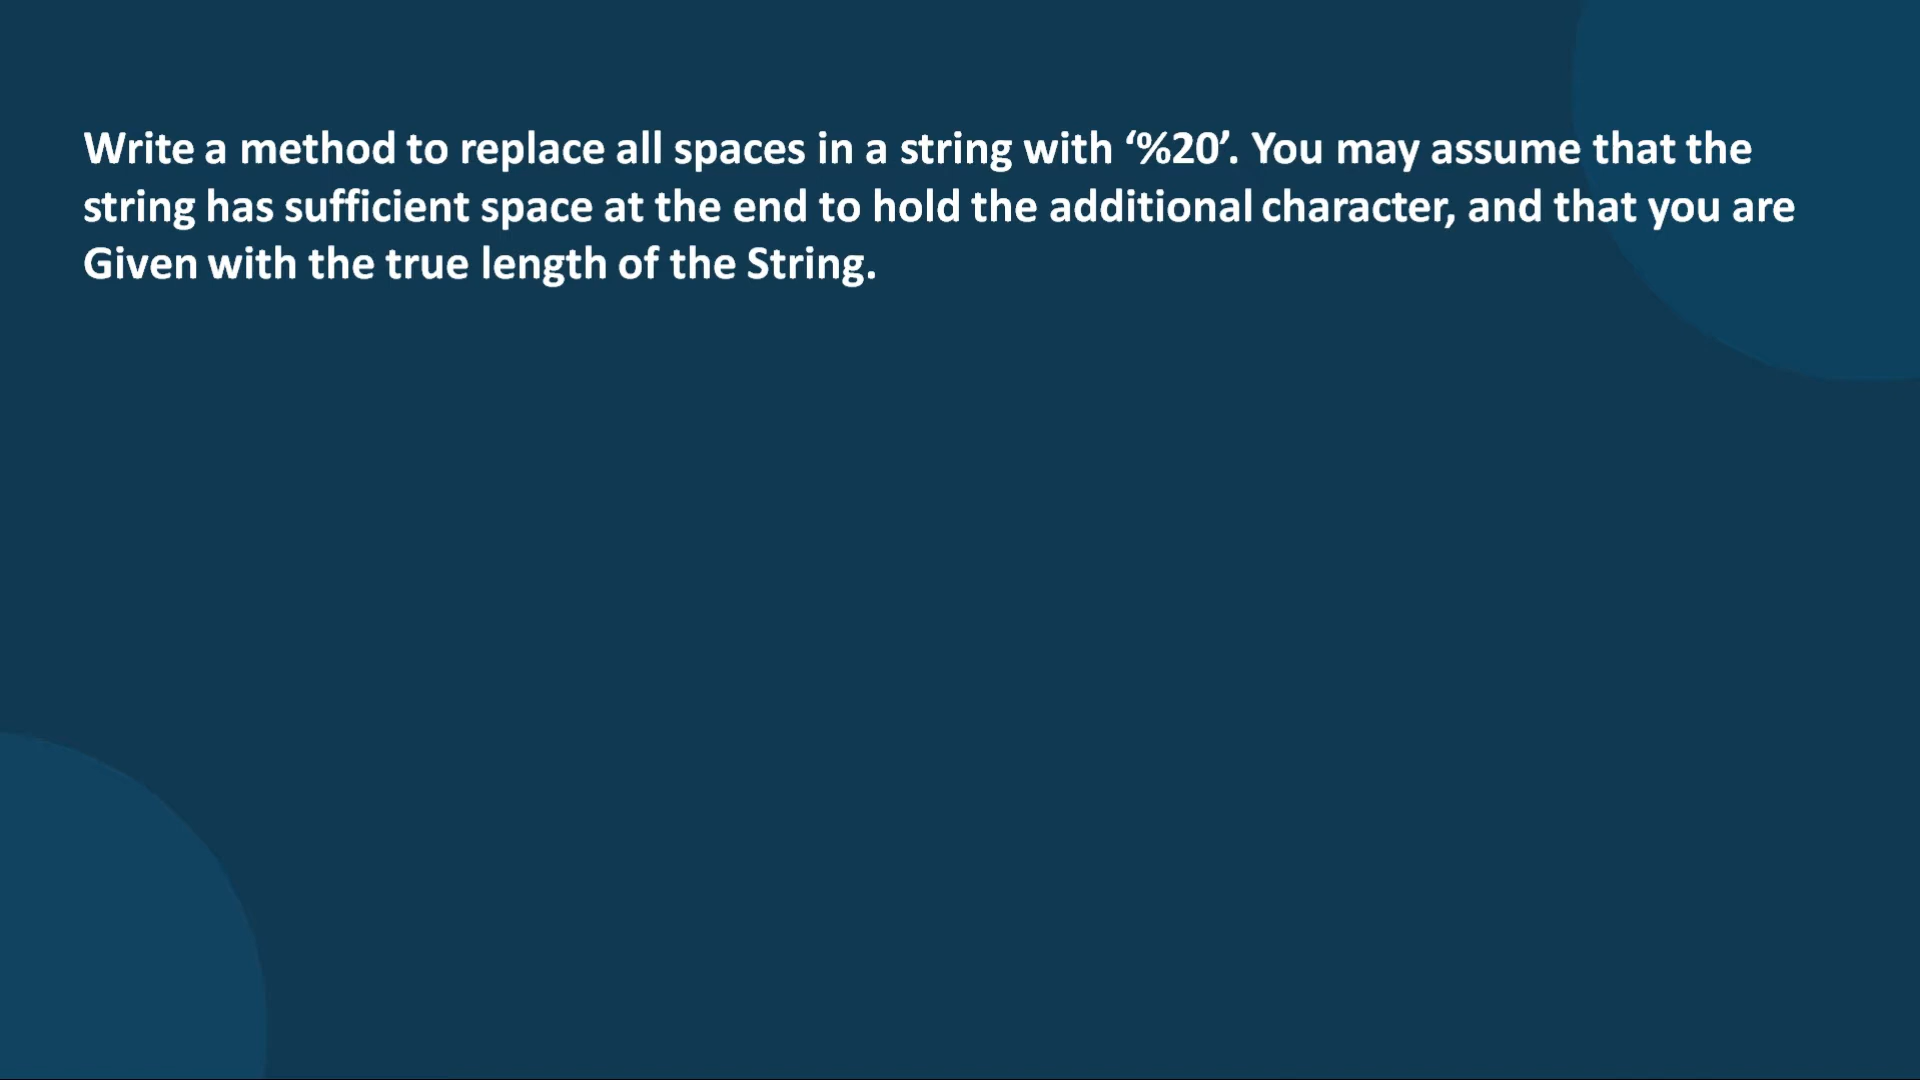 Write a method to replace all spaces in a string with ‘%20’. You may assume that the
string has sufficient space at the end to hold the additional character, and that you are
Given with the true length of the String.